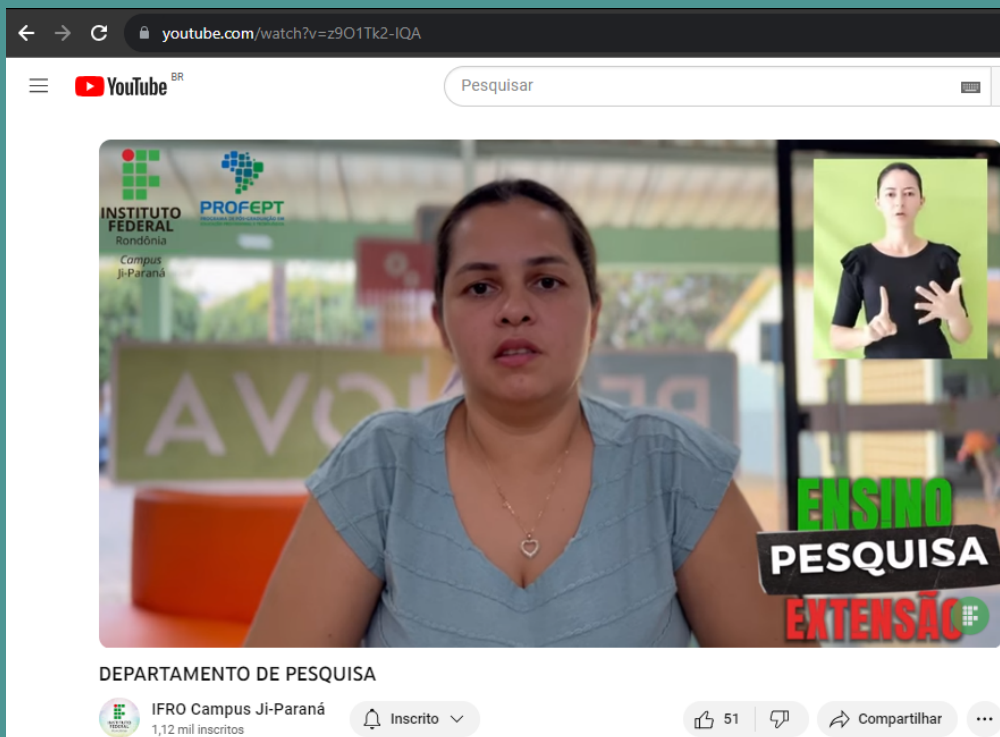 youtube.com/watch?v=z9O1Tk2-IQA
YouTube BR
Pesquisar
INSTITUTO
FEDERAL
Rondônia
Campus
Ji-Paraná
PROFEPT
ENSINO
PESQUISA
EXTENSÃO
DEPARTAMENTO DE PESQUISA
IFRO Campus Ji-Paraná
1,12 mil inscritos
Inscrito
51
Compartilhar